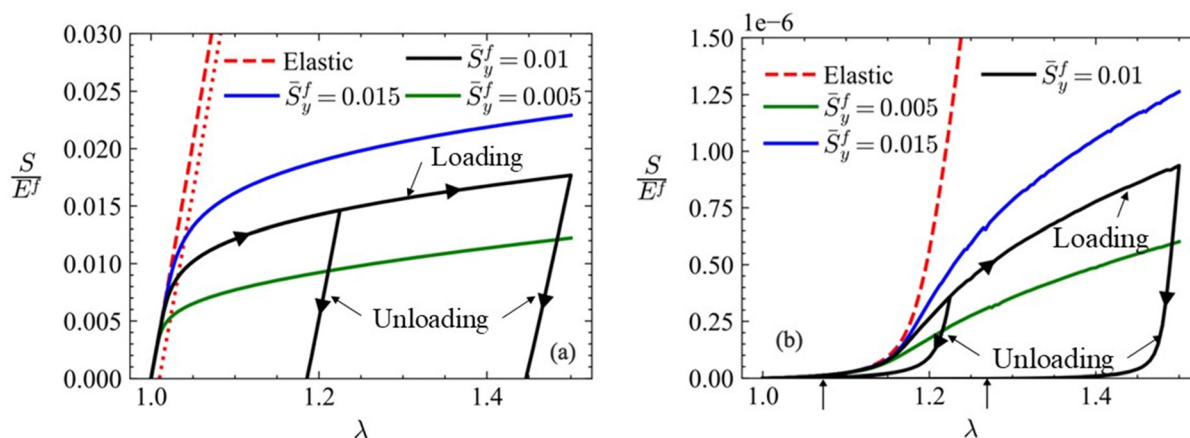 0.030
0.025
0.020
0.015
0.010
0.005
0.000
S
E^f
Elastic
S̄_y^f = 0.015
S̄_y^f = 0.01
S̄_y^f = 0.005
Loading
Unloading
(a)
1.0 1.2 1.4
λ
1e−6
1.50
1.25
1.00
0.75
0.50
0.25
0.00
S
E^f
Elastic
S̄_y^f = 0.005
S̄_y^f = 0.015
S̄_y^f = 0.01
Loading
Unloading
(b)
1.0 1.2 1.4
λ